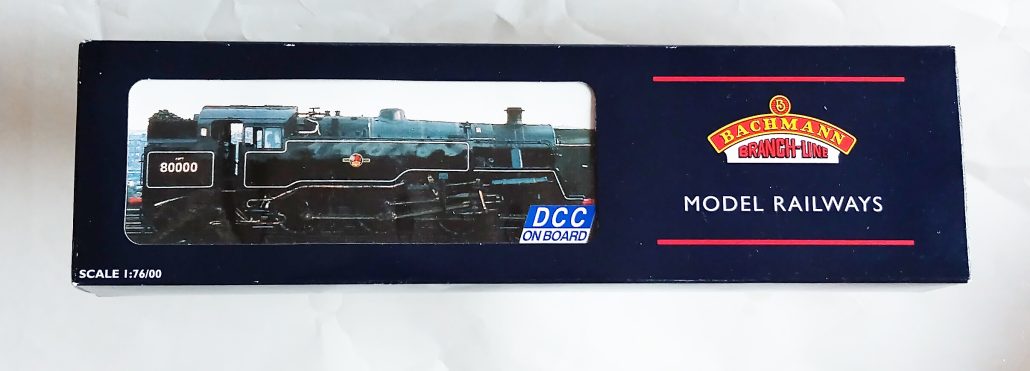 80000
DCC
ON BOARD
SCALE 1:76/00
BACHMANN
BRANCH-LINE
MODEL RAILWAYS